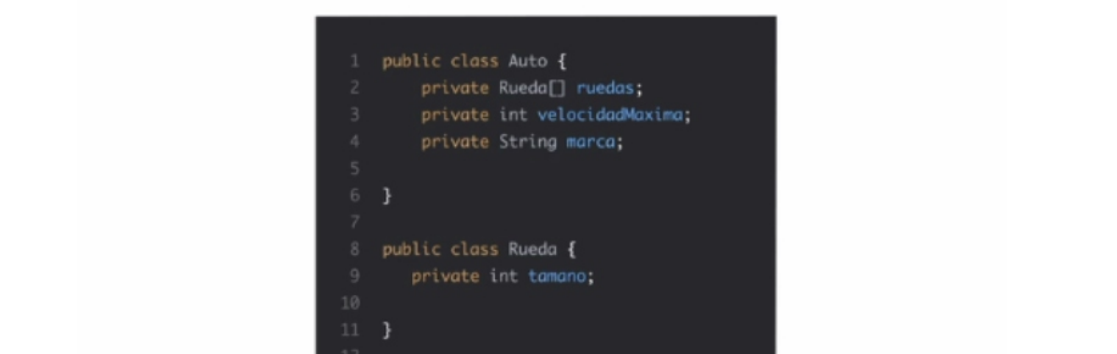 1 public class Auto {
2 private Rueda[] ruedas;
3 private int velocidadMaxima;
4 private String marca;
5
6 }
7
8 public class Rueda {
9 private int tamano;
10
11 }